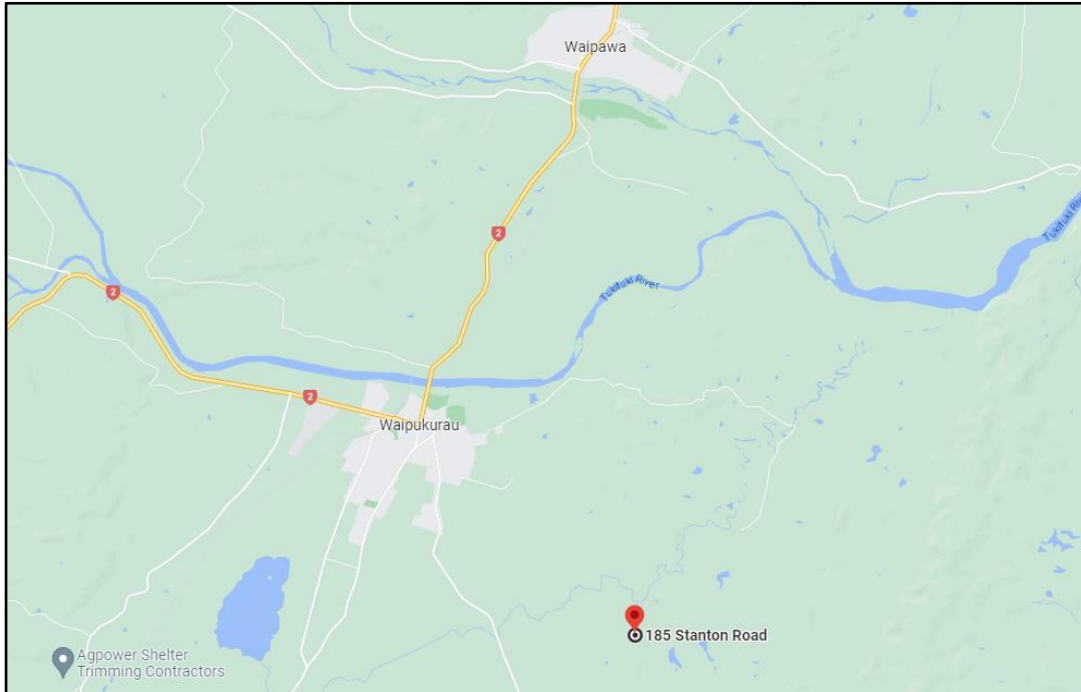 Waipawa
2
Tukituki River
Tukituki
2
2
Waipukurau
185 Stanton Road
Agpower Shelter
Trimming Contractors